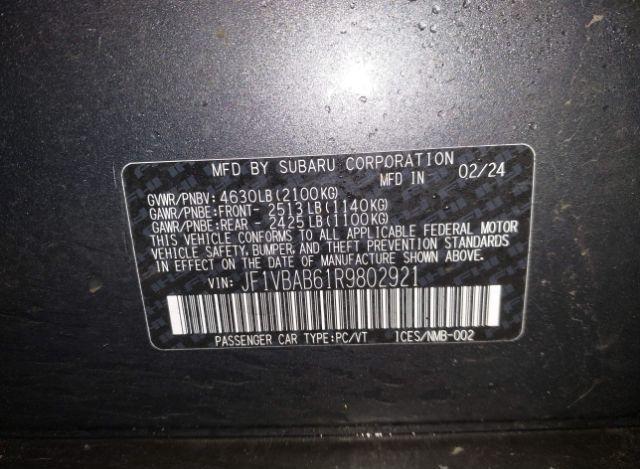 MFD BY SUBARU CORPORATION
MADE IN
02/24
GVWR/PNBV: 4630LB(2100KG)
GAWR/PNBE:FRONT- 2513LB(1140KG)
GAWR/PNBE:REAR - 2425LB(1100KG)
THIS VEHICLE CONFORMS TO ALL APPLICABLE FEDERAL MOTOR
VEHICLE SAFETY, BUMPER, AND THEFT PREVENTION STANDARDS
IN EFFECT ON THE DATE OF MANUFACTURE SHOWN ABOVE.
VIN: JF1VBAB61R9802921
PASSENGER CAR TYPE:PC/VT ICES/NMB-002